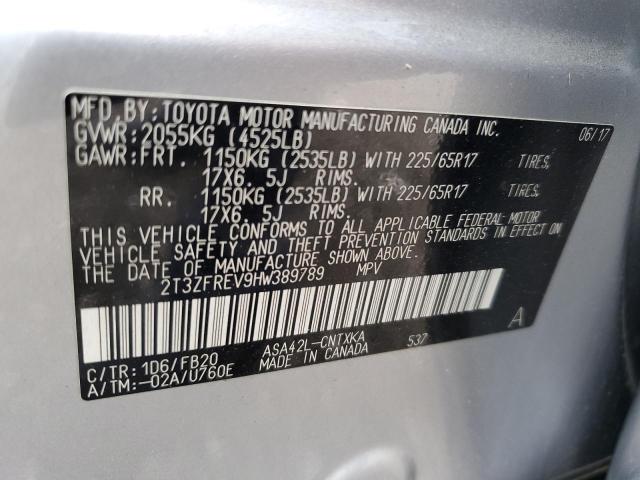 MFD. BY: TOYOTA MOTOR MANUFACTURING CANADA INC. 06/17
GVWR: 2055KG (4525LB)
GAWR: FRT. 1150KG (2535LB) WITH 225/65R17 TIRES,
17X6. 5J RIMS.
RR. 1150KG (2535LB) WITH 225/65R17 TIRES,
17X6. 5J RIMS.
THIS VEHICLE CONFORMS TO ALL APPLICABLE FEDERAL MOTOR
VEHICLE SAFETY AND THEFT PREVENTION STANDARDS IN EFFECT ON
THE DATE OF MANUFACTURE SHOWN ABOVE.
2T3ZFREV9HW389789 MPV
A
C/TR: 1D6/FB20 ASA42L-CNTXKA 537
A/TM: -02A/U760E MADE IN CANADA